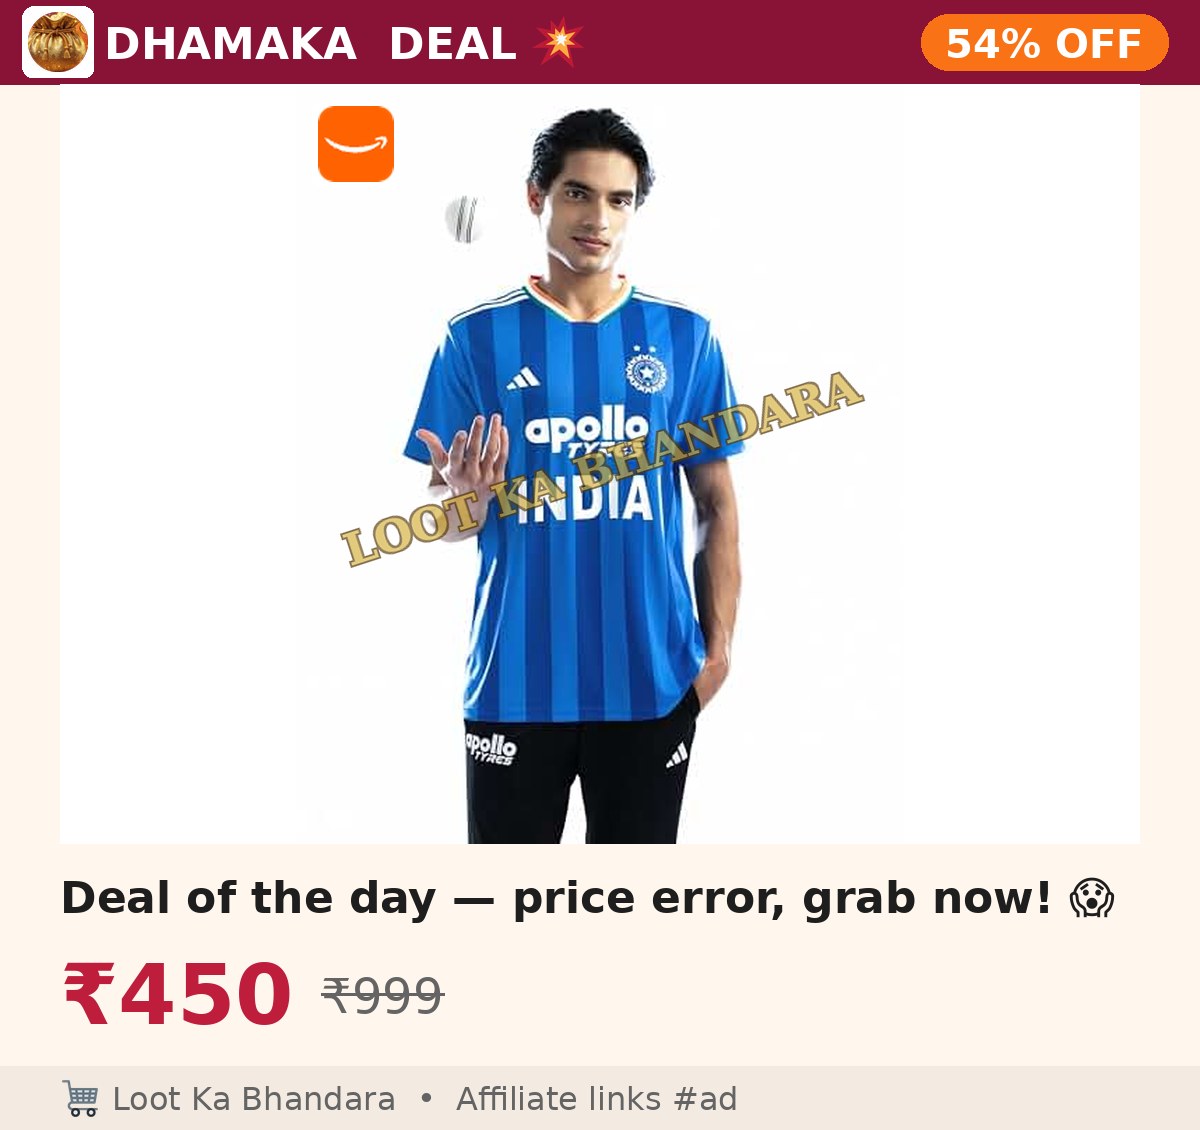 DHAMAKA DEAL 💥
54% OFF
apollo
TYRES
INDIA
LOOT KA BHANDARA
apollo
TYRES
Deal of the day — price error, grab now! 😱
₹450 ₹999
🛒 Loot Ka Bhandara • Affiliate links #ad